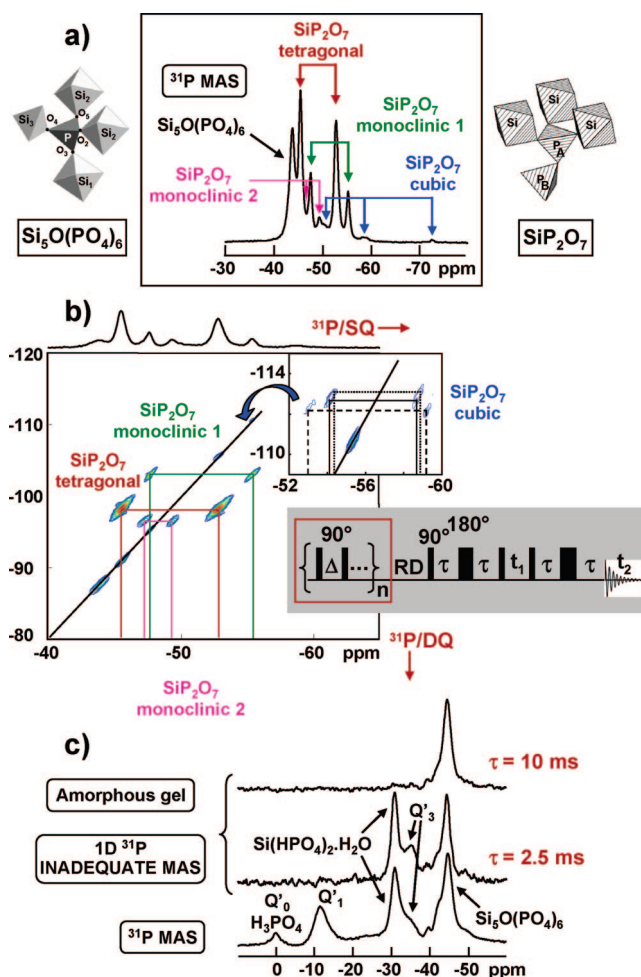 a)
SiP2O7
tetragonal
31P MAS
SiP2O7
monoclinic 1
Si5O(PO4)6
SiP2O7
monoclinic 2
SiP2O7
cubic
-30 -40 -50 -60 -70 ppm
Si2
Si3
O4
O5
P
O2
Si2
O3
Si1
Si5O(PO4)6
Si
Si
Si
PA
PB
SiP2O7
b)
31P/SQ
-120
-110
-100
-90
-80
-40 -50 -60 ppm
SiP2O7
monoclinic 1
SiP2O7
tetragonal
SiP2O7
monoclinic 2
-114
-110
-52 -56 -60
SiP2O7
cubic
90° 90° 180°
Δ ... n RD τ τ t1 τ τ t2
31P/DQ
c)
τ = 10 ms
Amorphous gel
1D 31P
INADEQUATE MAS
Si(HPO4)2.H2O
Q'3
τ = 2.5 ms
Q'0
H3PO4
Q'1
Si5O(PO4)6
31P MAS
0 -10 -20 -30 -40 -50 ppm